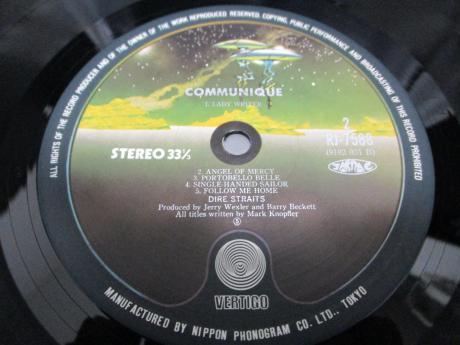 ALL RIGHTS OF THE RECORD PRODUCER AND OF THE OWNER OF THE WORK REPRODUCED RESERVED. COPYING, PUBLIC PERFORMANCE AND BROADCASTING OF THIS RECORD PROHIBITED
COMMUNIQUE
1. LADY WRITER
2
RJ-7588
STEREO 33⅓
2. ANGEL OF MERCY
3. PORTOBELLO BELLE
4. SINGLE-HANDED SAILOR
5. FOLLOW ME HOME
DIRE STRAITS
Produced by Jerry Wexler and Barry Beckett
All titles written by Mark Knopfler
VERTIGO
MANUFACTURED BY NIPPON PHONOGRAM CO. LTD., TOKYO